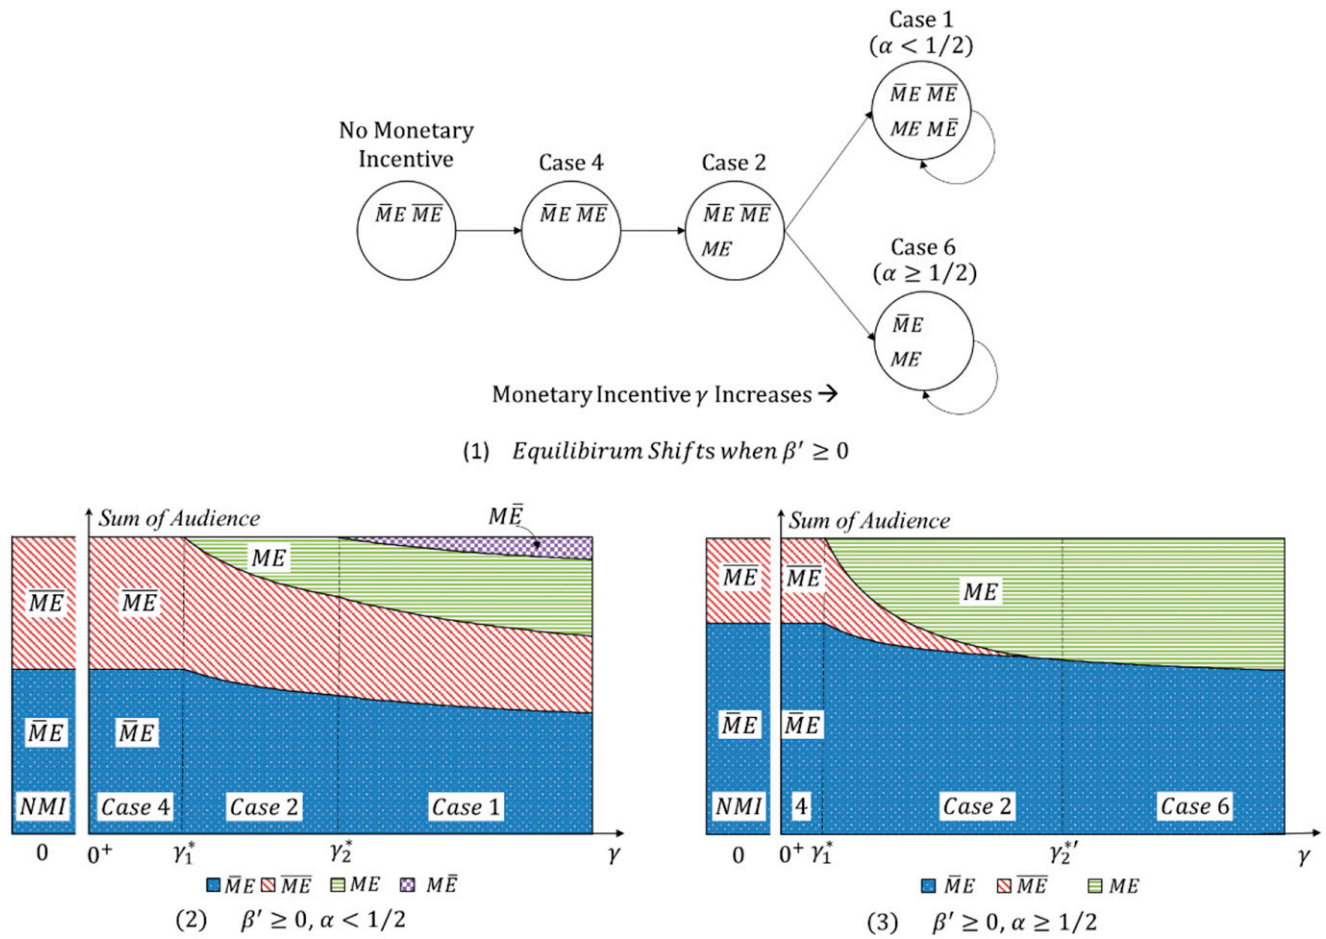 Case 1
(α < 1/2)
M̅E M̅E̅
ME ME̅
No Monetary
Incentive
Case 4
Case 2
M̅E M̅E̅
M̅E M̅E̅
M̅E M̅E̅
ME
Case 6
(α ≥ 1/2)
M̅E
ME
Monetary Incentive γ Increases →
(1) Equilibirum Shifts when β′ ≥ 0
Sum of Audience
ME̅
ME
M̅E̅
M̅E̅
M̅E
M̅E
NMI
Case 4
Case 2
Case 1
0
0⁺
γ₁*
γ₂*
γ
M̅E M̅E̅ ME ME̅
(2) β′ ≥ 0, α < 1/2
Sum of Audience
M̅E̅
M̅E̅
ME
M̅E
M̅E
NMI
4
Case 2
Case 6
0
0⁺
γ₁*
γ₂*′
γ
M̅E M̅E̅ ME
(3) β′ ≥ 0, α ≥ 1/2